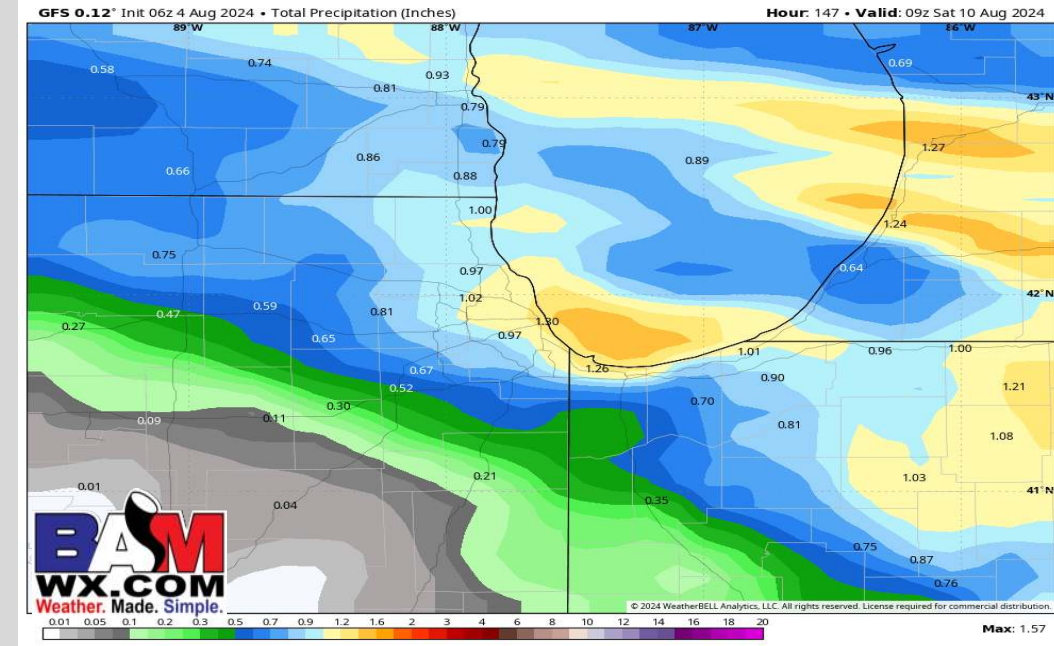 GFS 0.12° Init 06z 4 Aug 2024 • Total Precipitation (Inches) Hour: 147 • Valid: 09z Sat 10 Aug 2024
89°W 88°W 87°W 86°W
0.58 0.74 0.93 0.69
0.81 43°N
0.79
0.79 1.27
0.86 0.89
0.66 0.88
1.00 1.24
0.75 0.97 0.64
1.02 42°N
0.47 0.59 0.81 1.30
0.27 0.65 0.97
1.01 0.96 1.00
0.67 1.26 0.90
0.52 0.70 1.21
0.30 0.81
0.09 0.11 1.08
0.21 1.03
0.01 0.35 41°N
0.04
0.75 0.87
0.76
BAM
WX.COM
Weather. Made. Simple.
© 2024 WeatherBELL Analytics, LLC. All rights reserved. License required for commercial distribution.
0.01 0.05 0.1 0.2 0.3 0.5 0.7 0.9 1.2 1.6 2 3 4 6 8 10 12 14 16 18 20
Max: 1.57